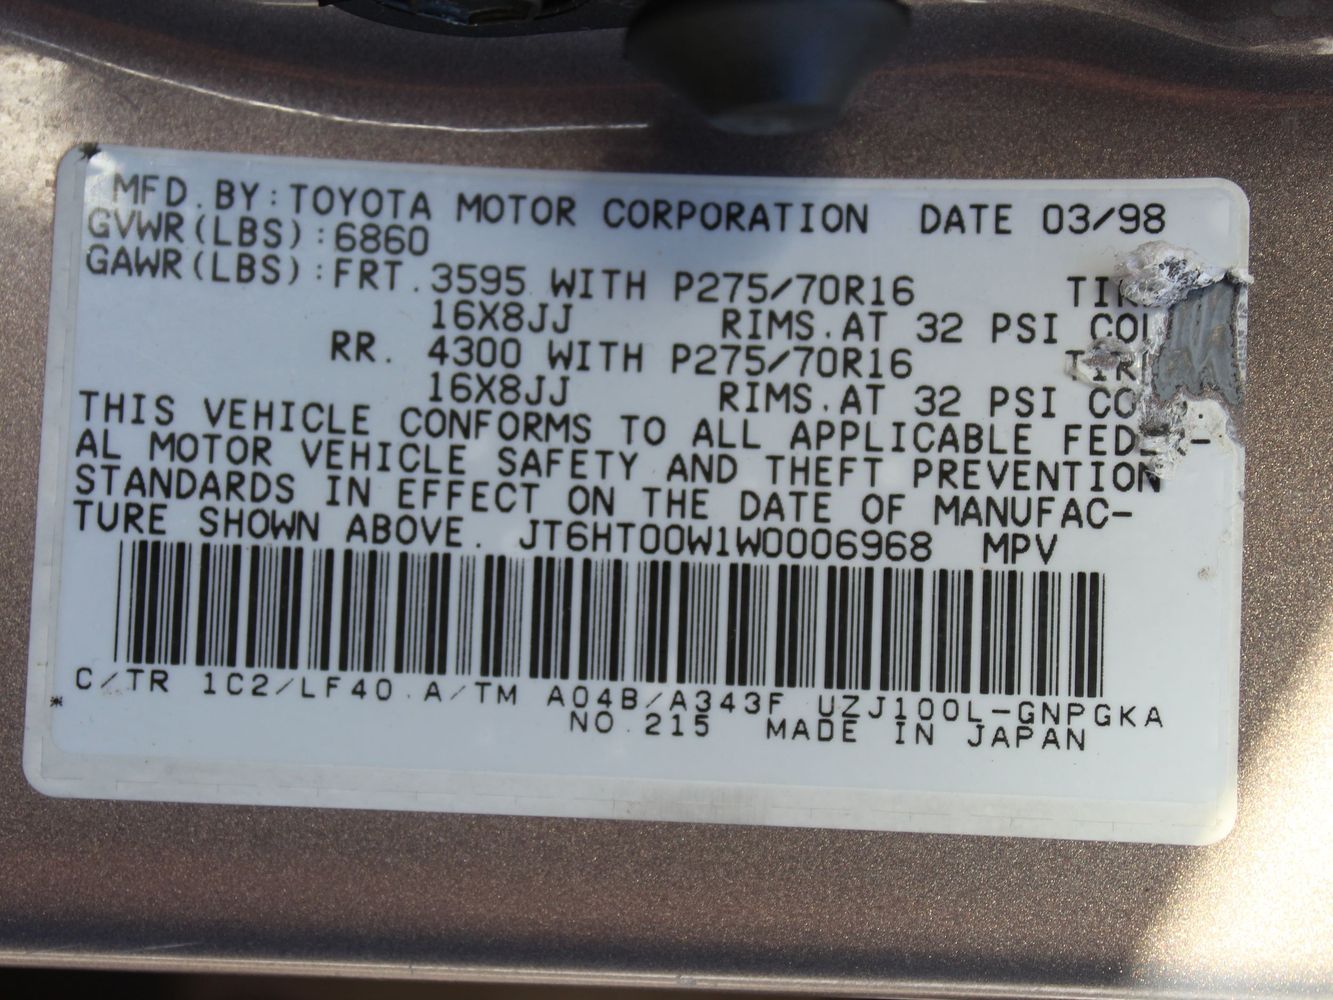 MFD. BY: TOYOTA MOTOR CORPORATION DATE 03/98
GVWR(LBS):6860
GAWR(LBS):FRT. 3595 WITH P275/70R16
16X8JJ RIMS.AT 32 PSI
RR. 4300 WITH P275/70R16
16X8JJ RIMS.AT 32 PSI
THIS VEHICLE CONFORMS TO ALL APPLICABLE FEDER-
AL MOTOR VEHICLE SAFETY AND THEFT PREVENTION
STANDARDS IN EFFECT ON THE DATE OF MANUFAC-
TURE SHOWN ABOVE. JT6HT00W1W0006968 MPV
C/TR 1C2/LF40.A/TM A04B/A343F UZJ100L-GNPGKA
NO.215 MADE IN JAPAN